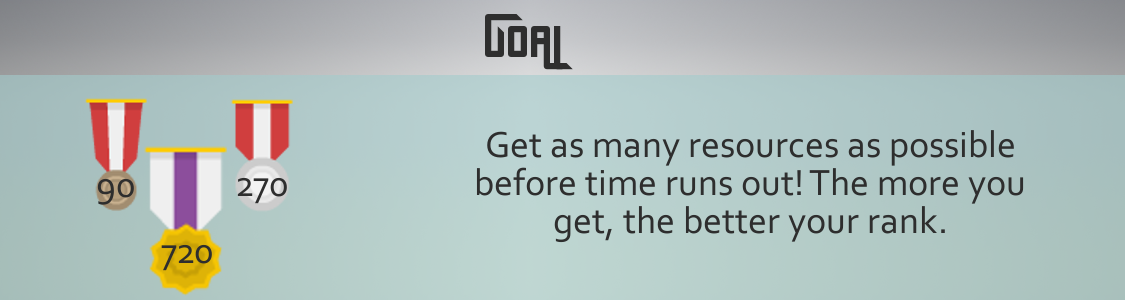 GOAL
90
270
720
Get as many resources as possible
before time runs out! The more you
get, the better your rank.